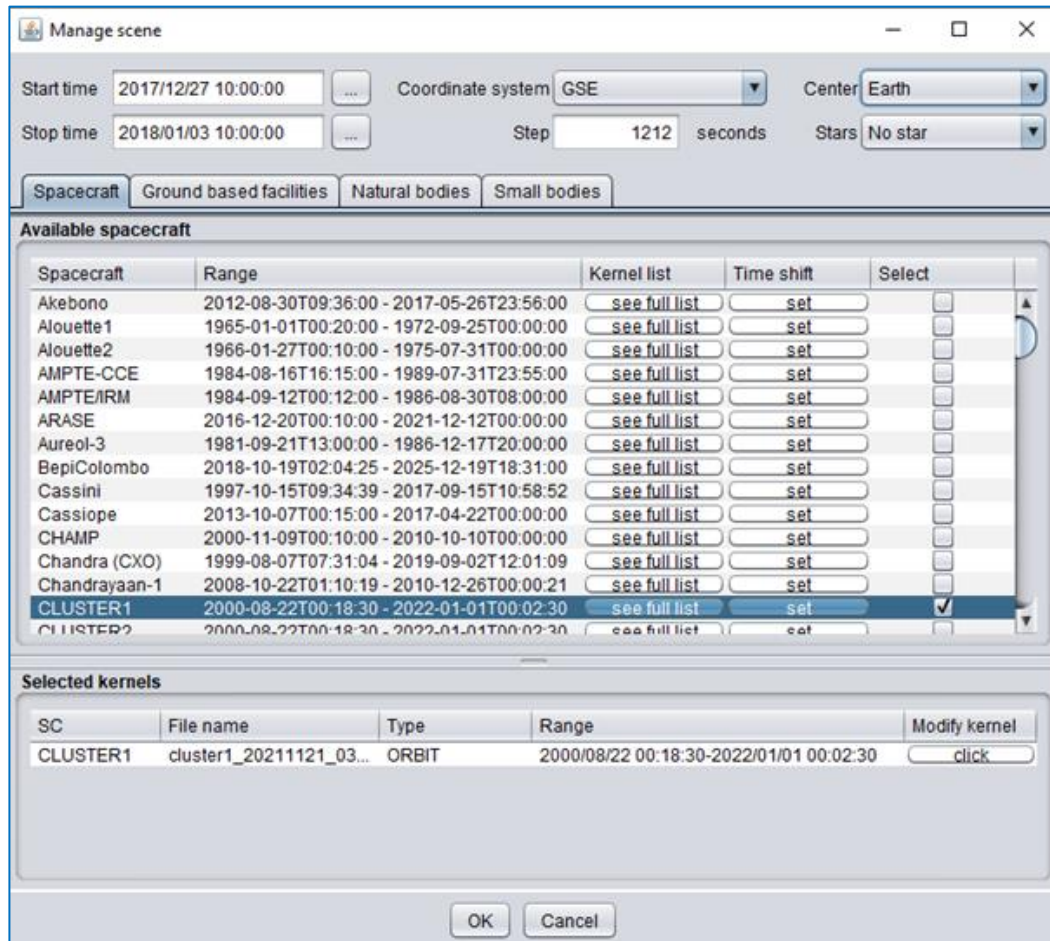 Manage scene
Start time 2017/12/27 10:00:00 ... Coordinate system GSE Center Earth
Stop time 2018/01/03 10:00:00 ... Step 1212 seconds Stars No star
Spacecraft Ground based facilities Natural bodies Small bodies
Available spacecraft
Spacecraft Range Kernel list Time shift Select
Akebono 2012-08-30T09:36:00 - 2017-05-26T23:56:00 see full list set
Alouette1 1965-01-01T00:20:00 - 1972-09-25T00:00:00 see full list set
Alouette2 1966-01-27T00:10:00 - 1975-07-31T00:00:00 see full list set
AMPTE-CCE 1984-08-16T16:15:00 - 1989-07-31T23:55:00 see full list set
AMPTE/IRM 1984-09-12T00:12:00 - 1986-08-30T08:00:00 see full list set
ARASE 2016-12-20T00:10:00 - 2021-12-12T00:00:00 see full list set
Aureol-3 1981-09-21T13:00:00 - 1986-12-17T20:00:00 see full list set
BepiColombo 2018-10-19T02:04:25 - 2025-12-19T18:31:00 see full list set
Cassini 1997-10-15T09:34:39 - 2017-09-15T10:58:52 see full list set
Cassiope 2013-10-07T00:15:00 - 2017-04-22T00:00:00 see full list set
CHAMP 2000-11-09T00:10:00 - 2010-10-10T00:00:00 see full list set
Chandra (CXO) 1999-08-07T07:31:04 - 2019-09-02T12:01:09 see full list set
Chandrayaan-1 2008-10-22T01:10:19 - 2010-12-26T00:00:21 see full list set
CLUSTER1 2000-08-22T00:18:30 - 2022-01-01T00:02:30 see full list set
CLUSTER2 2000-08-22T00:18:30 - 2022-01-01T00:02:30 see full list set
Selected kernels
SC File name Type Range Modify kernel
CLUSTER1 cluster1_20211121_03... ORBIT 2000/08/22 00:18:30-2022/01/01 00:02:30 click
OK Cancel